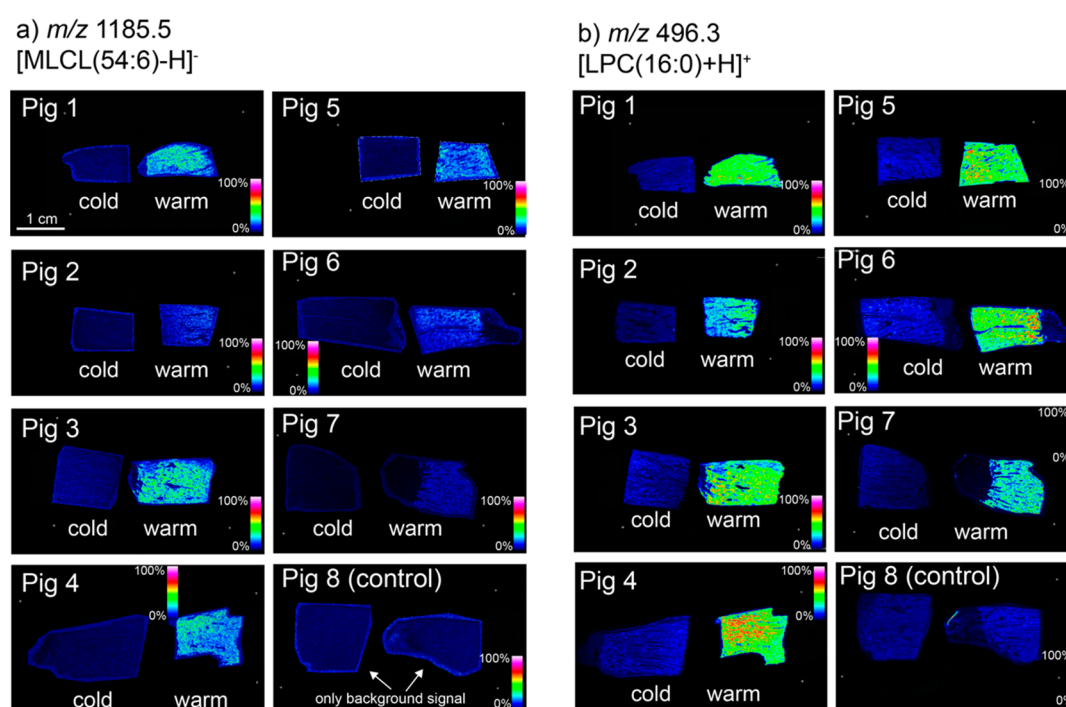 a) m/z 1185.5
[MLCL(54:6)-H]-
Pig 1
cold
warm
100%
0%
1 cm
Pig 5
cold
warm
100%
0%
Pig 2
cold
warm
100%
0%
Pig 6
cold
warm
100%
0%
Pig 3
cold
warm
100%
0%
Pig 7
cold
warm
100%
0%
Pig 4
cold
warm
100%
0%
Pig 8 (control)
only background signal
100%
0%
b) m/z 496.3
[LPC(16:0)+H]+
Pig 1
cold
warm
100%
0%
Pig 5
cold
warm
100%
0%
Pig 2
cold
warm
100%
0%
Pig 6
cold
warm
100%
0%
Pig 3
cold
warm
100%
0%
Pig 7
cold
warm
100%
0%
Pig 4
cold
warm
100%
0%
Pig 8 (control)
100%
0%